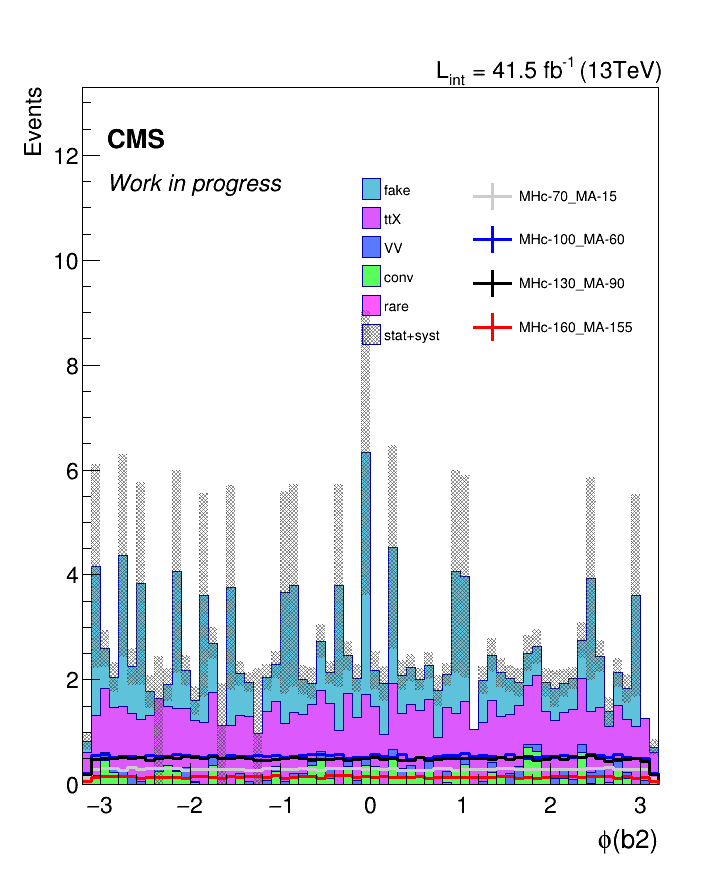 L_int = 41.5 fb^-1 (13TeV)
Events
CMS
Work in progress
fake
ttX
VV
conv
rare
stat+syst
MHc-70_MA-15
MHc-100_MA-60
MHc-130_MA-90
MHc-160_MA-155
12
10
8
6
4
2
0
−3 −2 −1 0 1 2 3
ϕ(b2)